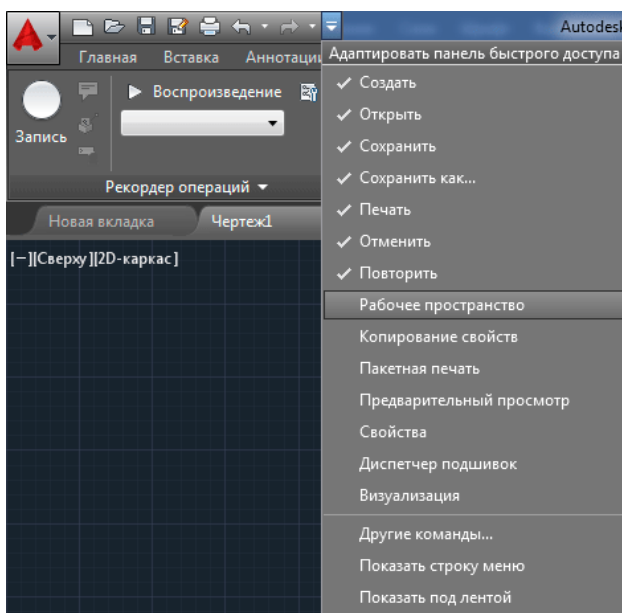 Autodesk
Главная Вставка Аннотации
Воспроизведение
Запись
Рекордер операций
Новая вкладка Чертеж1
[−][Сверху][2D-каркас]
Адаптировать панель быстрого доступа
Создать
Открыть
Сохранить
Сохранить как...
Печать
Отменить
Повторить
Рабочее пространство
Копирование свойств
Пакетная печать
Предварительный просмотр
Свойства
Диспетчер подшивок
Визуализация
Другие команды...
Показать строку меню
Показать под лентой